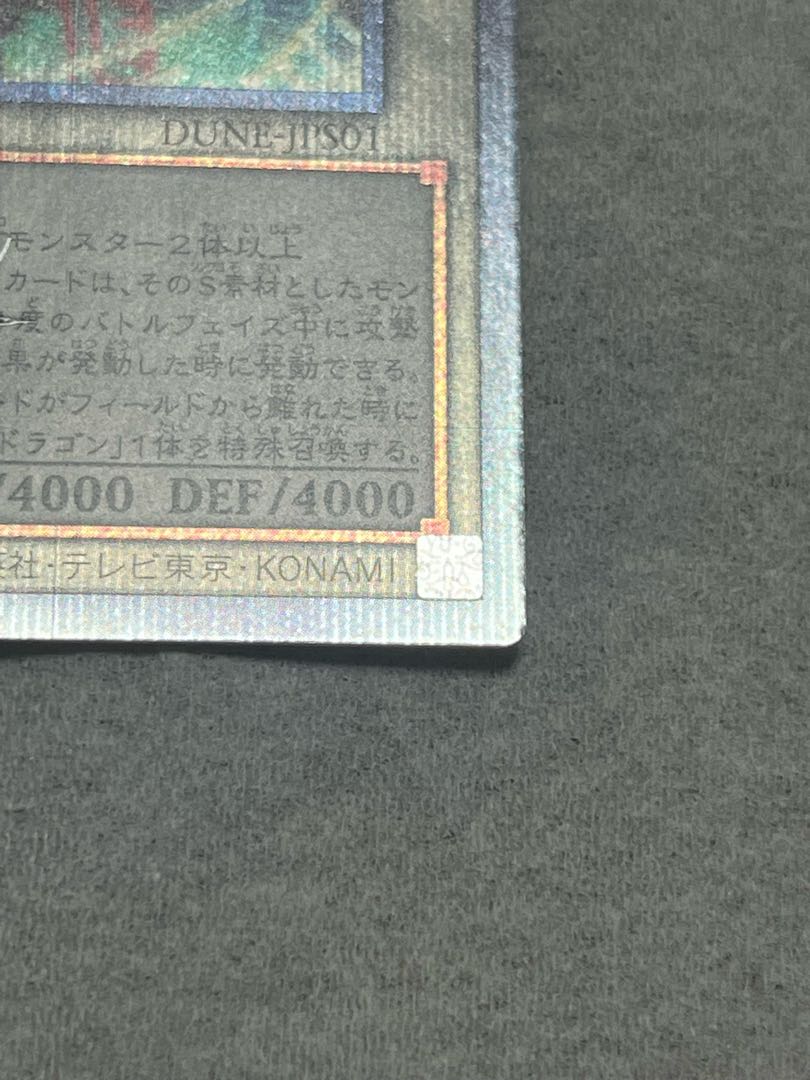 DUNE-JPS01
モンスター2体以上
カードは、そのS素材としたモン
度のバトルフェイズ中に攻撃
果が発動した時に発動できる。
ードがフィールドから離れた時に
ドラゴン」1体を特殊召喚する。
/4000 DEF/4000
社・テレビ東京・KONAMI